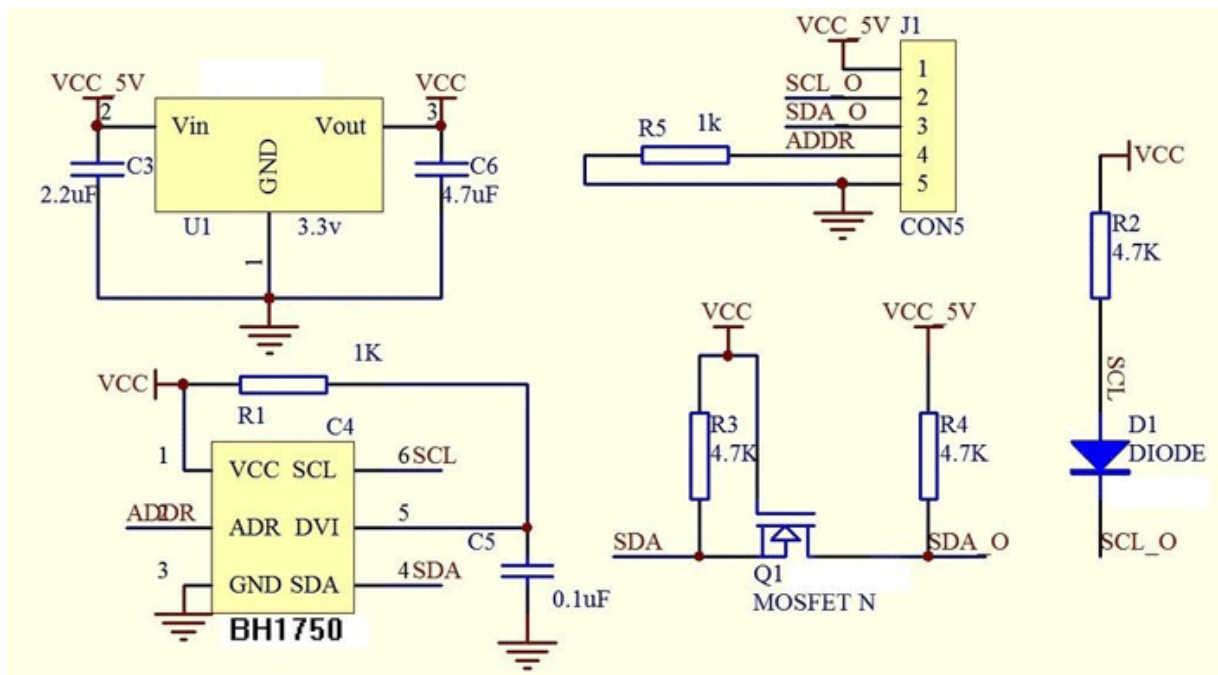 VCC_5V
VCC
2
3
Vin
Vout
GND
C3
2.2uF
C6
4.7uF
U1
3.3v
1
VCC_5V
J1
1
SCL_O
2
SDA_O
3
R5
1k
ADDR
4
5
CON5
VCC
R2
4.7K
SCL
D1
DIODE
SCL_O
VCC
1K
R1
C4
1
VCC
SCL
6
SCL
ADDR
2
ADR
DVI
5
C5
3
GND
SDA
4
SDA
0.1uF
BH1750
VCC
VCC_5V
R3
4.7K
R4
4.7K
SDA
SDA_O
Q1
MOSFET N